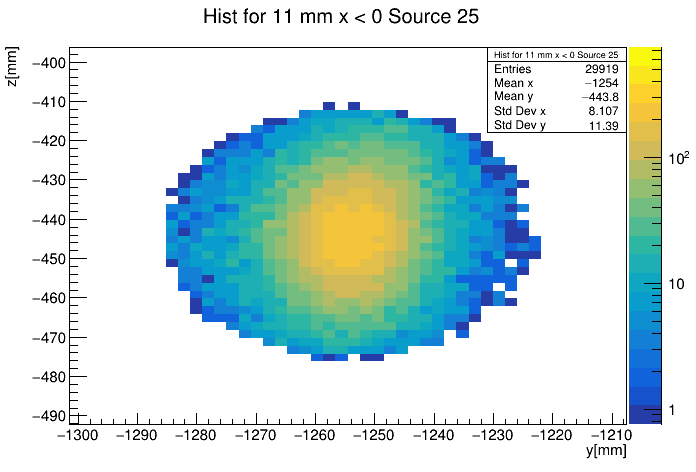 Hist for 11 mm x < 0 Source 25
z[mm]
Hist for 11 mm x < 0 Source 25
Entries 29919
Mean x −1254
Mean y −443.8
Std Dev x 8.107
Std Dev y 11.39
−400
−410
−420
−430
−440
−450
−460
−470
−480
−490
−1300 −1290 −1280 −1270 −1260 −1250 −1240 −1230 −1220 −1210
y[mm]
10²
10
1